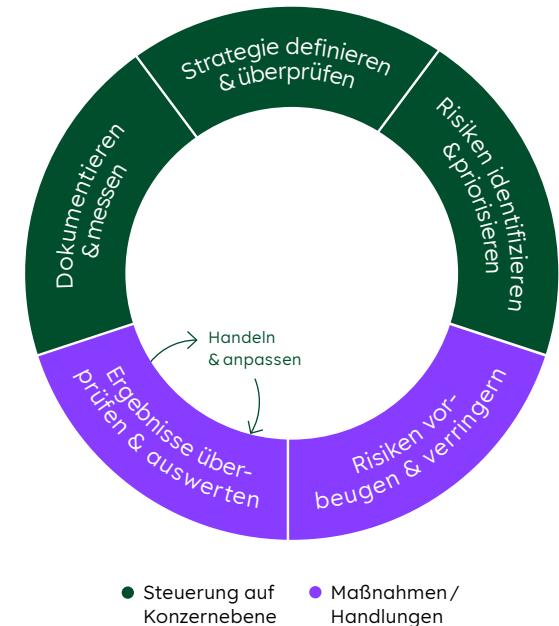 Strategie definieren
& überprüfen
Risiken identifizieren
& priorisieren
Risiken vor-
beugen & verringern
Ergebnisse über-
prüfen & auswerten
Dokumentieren
& messen
Handeln
& anpassen
Steuerung auf
Konzernebene
Maßnahmen /
Handlungen